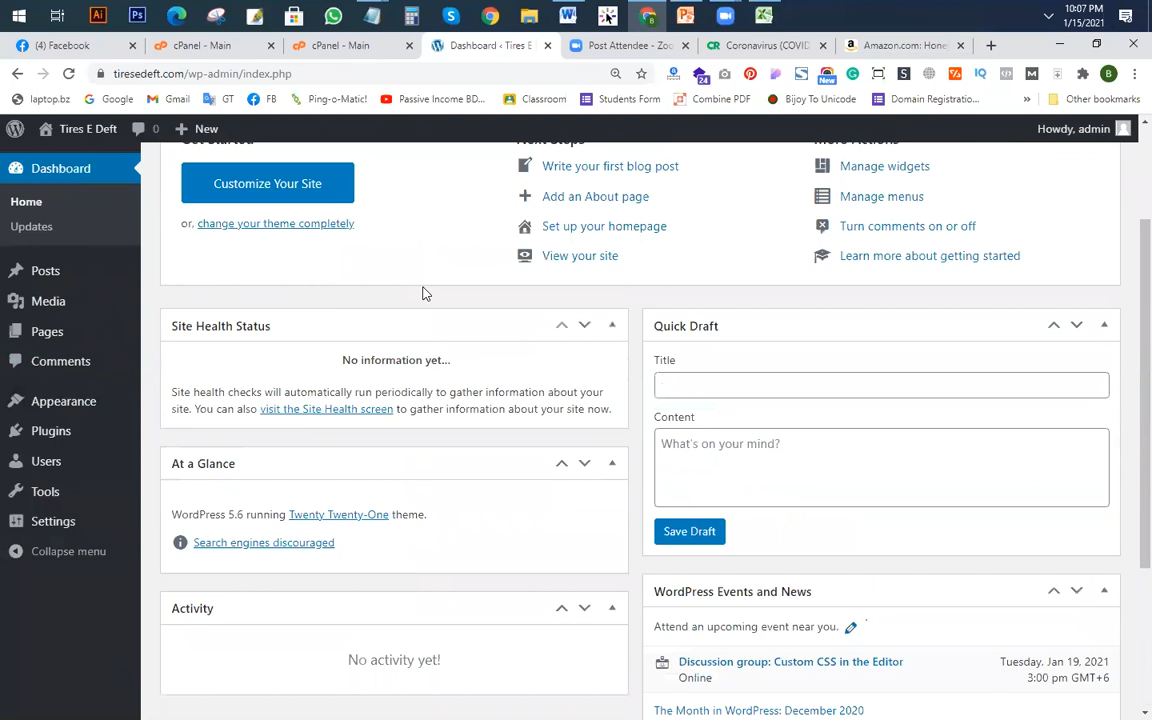 10:07 PM
1/15/2021
(4) Facebook
cPanel - Main
cPanel - Main
Dashboard ‹ Tires E
Post Attendee - Zoo
Coronavirus (COVID
Amazon.com: Hone
tiresedeft.com/wp-admin/index.php
24
New
laptop.bz
Google
Gmail
GT
FB
Ping-o-Matic!
Passive Income BD...
Classroom
Students Form
Combine PDF
Bijoy To Unicode
Domain Registratio...
Other bookmarks
Tires E Deft
0
New
Howdy, admin
Dashboard
Home
Updates
Posts
Media
Pages
Comments
Appearance
Plugins
Users
Tools
Settings
Collapse menu
Customize Your Site
or, change your theme completely
Next Steps
Write your first blog post
Add an About page
Set up your homepage
View your site
More Actions
Manage widgets
Manage menus
Turn comments on or off
Learn more about getting started
Site Health Status
No information yet...
Site health checks will automatically run periodically to gather information about your
site. You can also visit the Site Health screen to gather information about your site now.
At a Glance
WordPress 5.6 running Twenty Twenty-One theme.
Search engines discouraged
Activity
No activity yet!
Quick Draft
Title
Content
What's on your mind?
Save Draft
WordPress Events and News
Attend an upcoming event near you.
Discussion group: Custom CSS in the Editor
Online
Tuesday, Jan 19, 2021
3:00 pm GMT+6
The Month in WordPress: December 2020